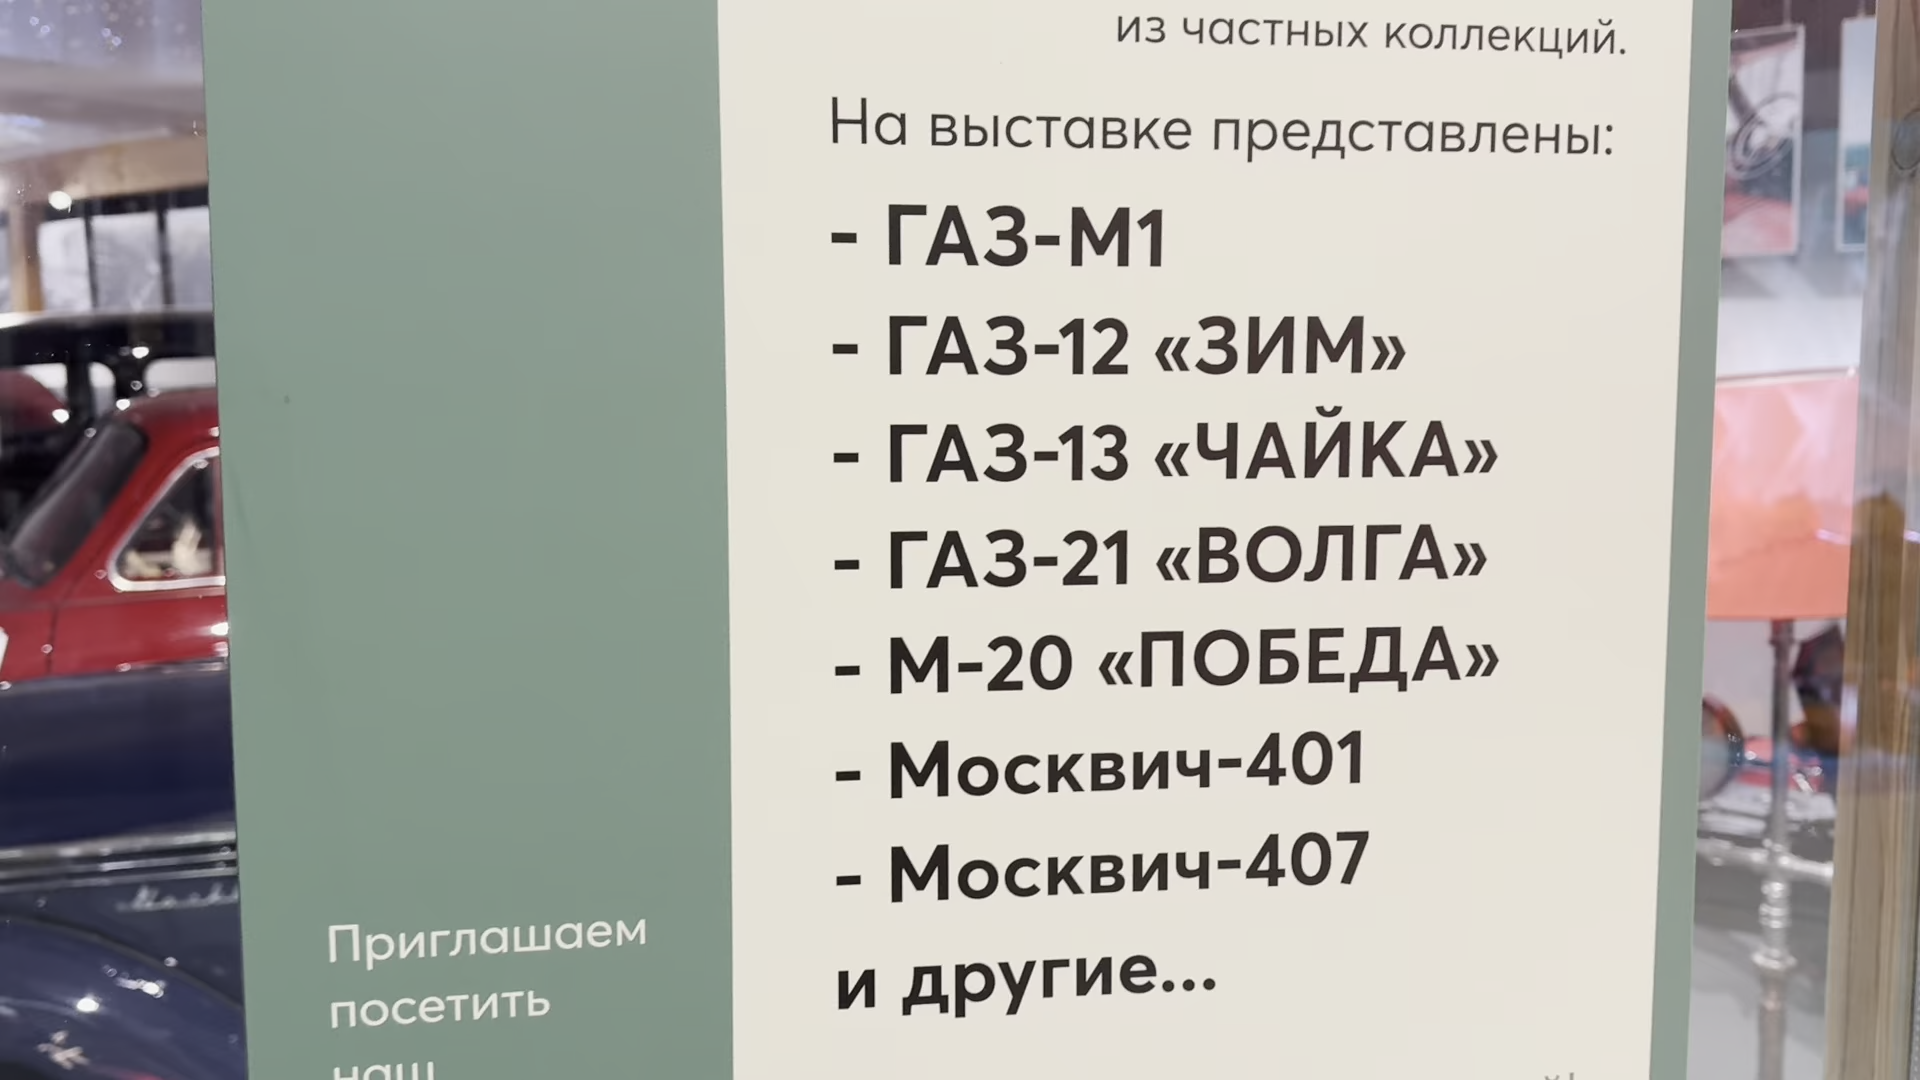 из частных коллекций.
На выставке представлены:
- ГАЗ-М1
- ГАЗ-12 «ЗИМ»
- ГАЗ-13 «ЧАЙКА»
- ГАЗ-21 «ВОЛГА»
- М-20 «ПОБЕДА»
- Москвич-401
- Москвич-407
и другие...
Приглашаем
посетить
наш